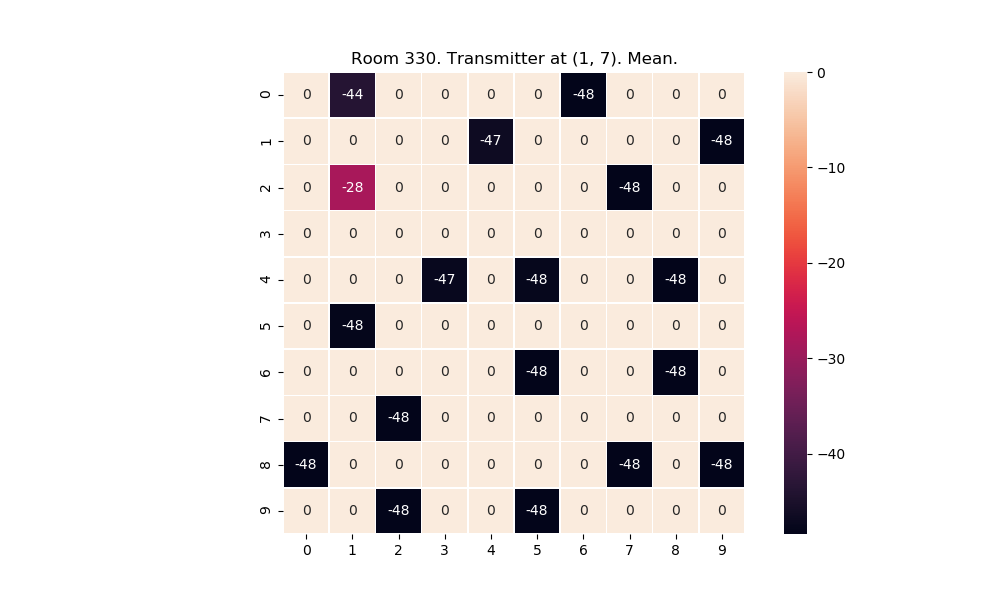 Room 330. Transmitter at (1, 7). Mean.
0 0 -44 0 0 0 0 -48 0 0 0
1 0 0 0 0 -47 0 0 0 0 -48
2 0 -28 0 0 0 0 0 -48 0 0
3 0 0 0 0 0 0 0 0 0 0
4 0 0 0 -47 0 -48 0 0 -48 0
5 0 -48 0 0 0 0 0 0 0 0
6 0 0 0 0 0 -48 0 0 -48 0
7 0 0 -48 0 0 0 0 0 0 0
8 -48 0 0 0 0 0 0 -48 0 -48
9 0 0 -48 0 0 -48 0 0 0 0
0 1 2 3 4 5 6 7 8 9
0
−10
−20
−30
−40